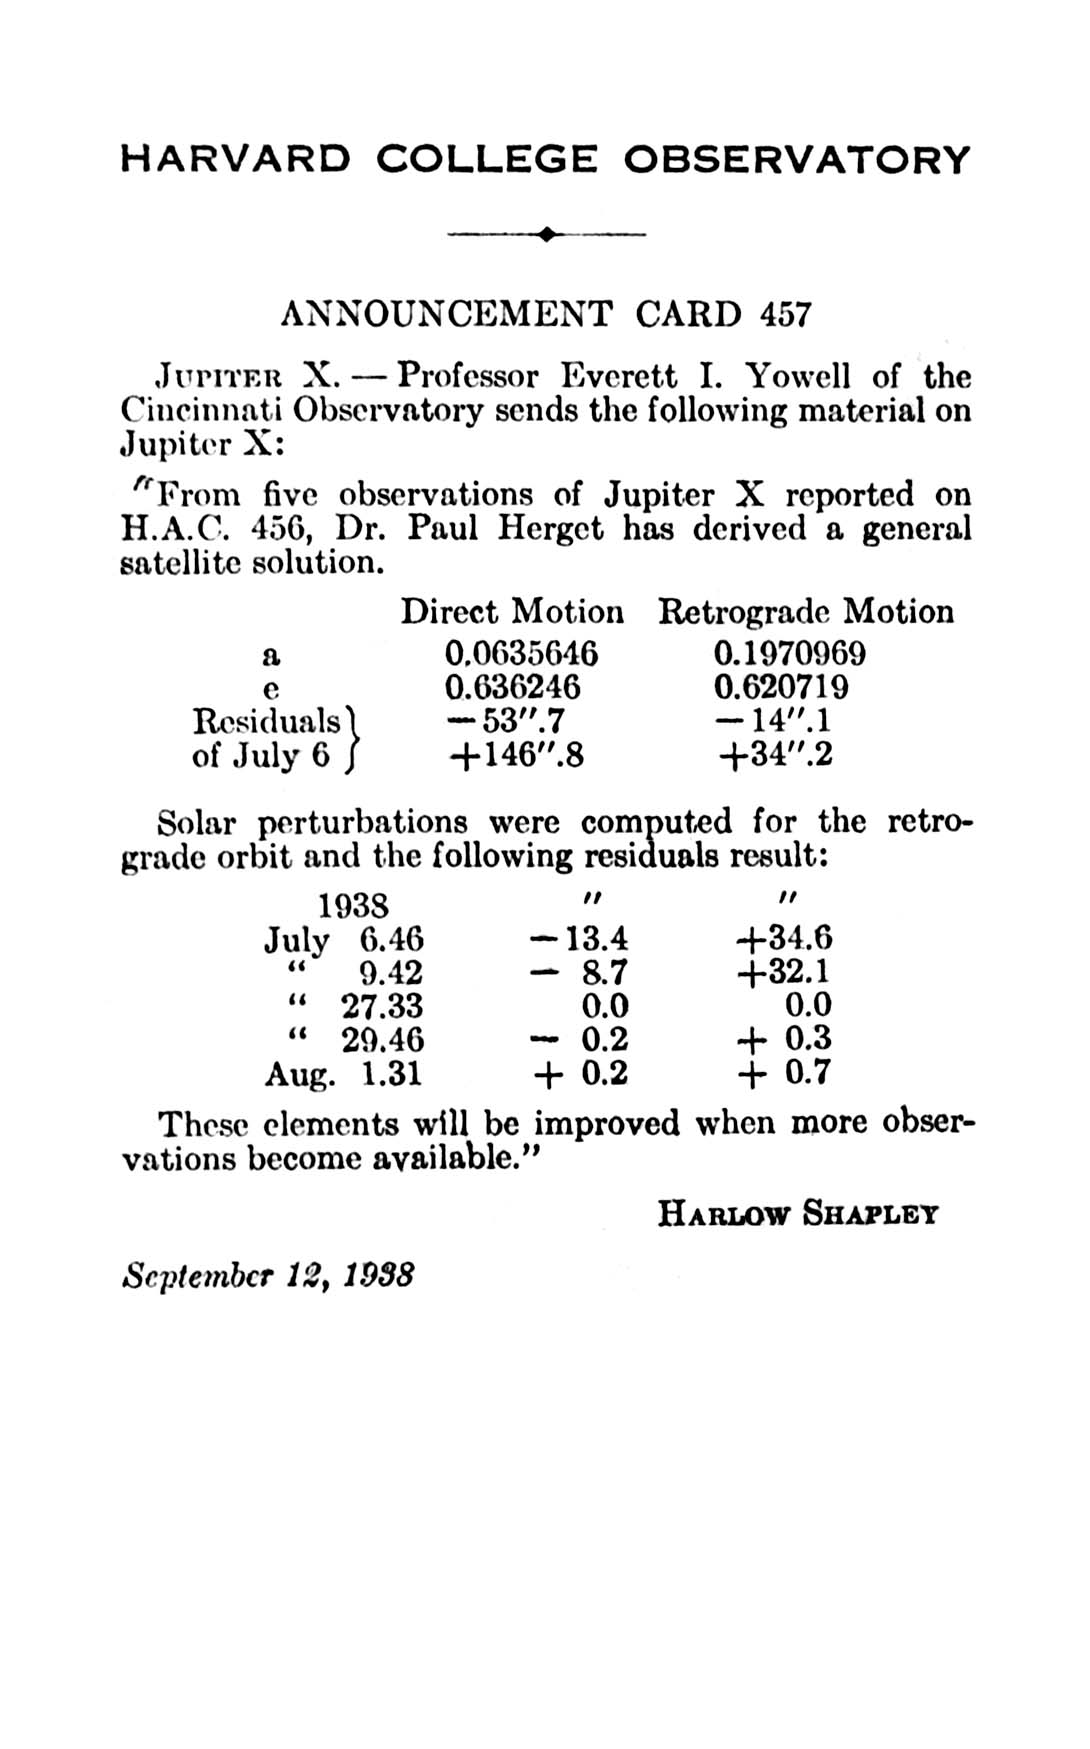 HARVARD COLLEGE OBSERVATORY
ANNOUNCEMENT CARD 457
JUPITER X. — Professor Everett I. Yowell of the
Cincinnati Observatory sends the following material on
Jupiter X:
"From five observations of Jupiter X reported on
H.A.C. 456, Dr. Paul Herget has derived a general
satellite solution.
Direct Motion Retrograde Motion
a 0.0635646 0.1970969
e 0.636246 0.620719
Residuals} —53″.7 —14″.1
of July 6 +146″.8 +34″.2
Solar perturbations were computed for the retro-
grade orbit and the following residuals result:
1938 ″ ″
July 6.46 —13.4 +34.6
“ 9.42 — 8.7 +32.1
“ 27.33 0.0 0.0
“ 29.46 — 0.2 + 0.3
Aug. 1.31 + 0.2 + 0.7
These elements will be improved when more obser-
vations become available.”
HARLOW SHAPLEY
September 12, 1938